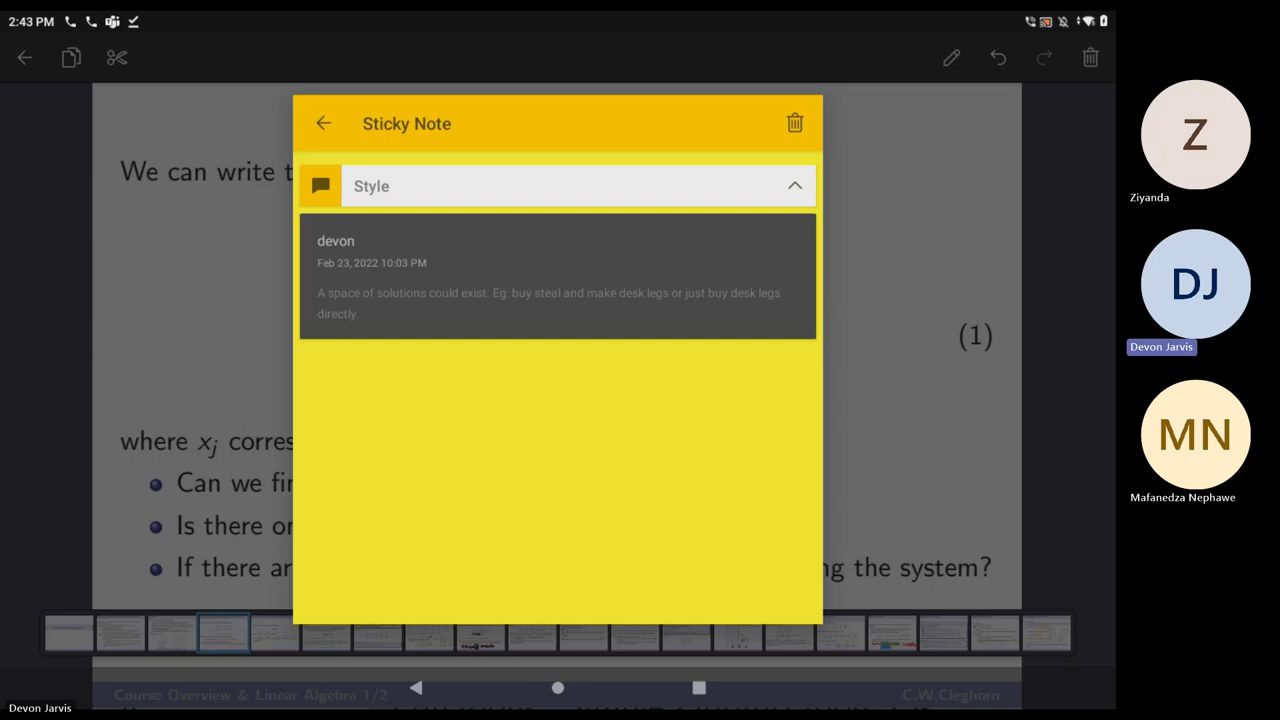 2:43 PM
Sticky Note
Style
devon
Feb 23, 2022 10:03 PM
A space of solutions could exist. Eg: buy steal and make desk legs or just buy desk legs
directly.
We can write t
(1)
where xj corres
Can we fir
Is there or
If there ar
ng the system?
Course Overview & Linear Algebra 1/2
C.W.Cleghorn
Z
Ziyanda
DJ
Devon Jarvis
MN
Mafanedza Nephawe
Devon Jarvis